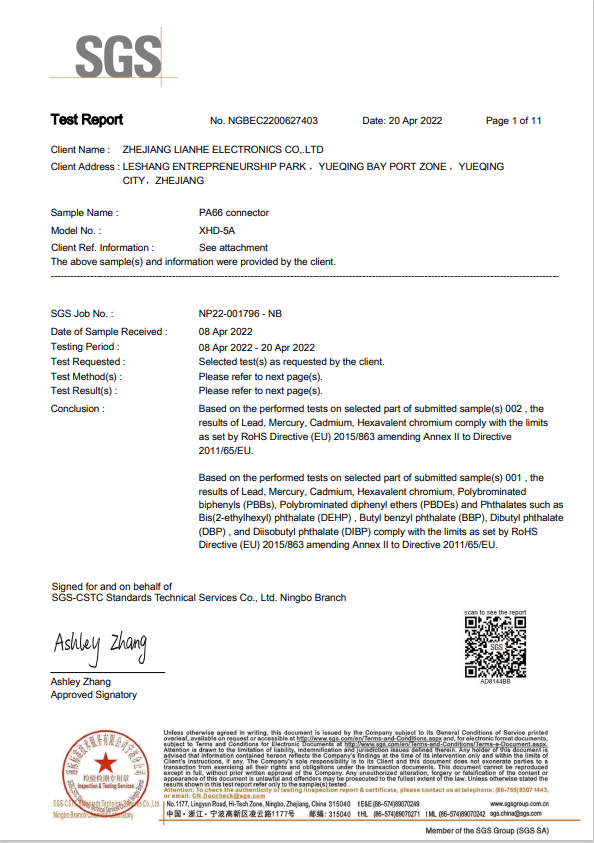 SGS
Test Report No. NGBEC2200627403 Date: 20 Apr 2022 Page 1 of 11
Client Name : ZHEJIANG LIANHE ELECTRONICS CO,.LTD
Client Address : LESHANG ENTREPRENEURSHIP PARK ，YUEQING BAY PORT ZONE ，YUEQING
CITY，ZHEJIANG
Sample Name : PA66 connector
Model No. : XHD-5A
Client Ref. Information : See attachment
The above sample(s) and information were provided by the client.
SGS Job No. : NP22-001796 - NB
Date of Sample Received : 08 Apr 2022
Testing Period : 08 Apr 2022 - 20 Apr 2022
Test Requested : Selected test(s) as requested by the client.
Test Method(s) : Please refer to next page(s).
Test Result(s) : Please refer to next page(s).
Conclusion : Based on the performed tests on selected part of submitted sample(s) 002 , the
results of Lead, Mercury, Cadmium, Hexavalent chromium comply with the limits
as set by RoHS Directive (EU) 2015/863 amending Annex II to Directive
2011/65/EU.
Based on the performed tests on selected part of submitted sample(s) 001 , the
results of Lead, Mercury, Cadmium, Hexavalent chromium, Polybrominated
biphenyls (PBBs), Polybrominated diphenyl ethers (PBDEs) and Phthalates such as
Bis(2-ethylhexyl) phthalate (DEHP) , Butyl benzyl phthalate (BBP), Dibutyl phthalate
(DBP) , and Diisobutyl phthalate (DIBP) comply with the limits as set by RoHS
Directive (EU) 2015/863 amending Annex II to Directive 2011/65/EU.
Signed for and on behalf of
SGS-CSTC Standards Technical Services Co., Ltd. Ningbo Branch
scan to see the report
SGS
AD8144BB
Ashley Zhang
Ashley Zhang
Approved Signatory
Unless otherwise agreed in writing, this document is issued by the Company subject to its General Conditions of Service printed
overleaf, available on request or accessible at http://www.sgs.com/en/Terms-and-Conditions.aspx and, for electronic format documents,
subject to Terms and Conditions for Electronic Documents at http://www.sgs.com/en/Terms-and-Conditions/Terms-e-Document.aspx.
Attention is drawn to the limitation of liability, indemnification and jurisdiction issues defined therein. Any holder of this document is
advised that information contained hereon reflects the Company's findings at the time of its intervention only and within the limits of
Client's instructions, if any. The Company's sole responsibility is to its Client and this document does not exonerate parties to a
transaction from exercising all their rights and obligations under the transaction documents. This document cannot be reproduced
except in full, without prior written approval of the Company. Any unauthorized alteration, forgery or falsification of the content or
appearance of this document is unlawful and offenders may be prosecuted to the fullest extent of the law. Unless otherwise stated the
results shown in this test report refer only to the sample(s) tested .
Attention: To check the authenticity of testing /inspection report & certificate, please contact us at telephone: (86-755) 8307 1443,
or email: CN.Doccheck@sgs.com
检验检测专用章
Inspection & Testing Services
SGS-CSTC Standards Technical Services Co., Ltd.
Ningbo Branch Chemical Laboratory
No.1177, Lingyun Road, Hi-Tech Zone, Ningbo, Zhejiang, China 315040 t E&E (86-574)89070249 www.sgsgroup.com.cn
中国·浙江·宁波高新区凌云路1177号 邮编: 315040 t HL (86-574)89070271 t ML (86-574)89070242 sgs.china@sgs.com
Member of the SGS Group (SGS SA)